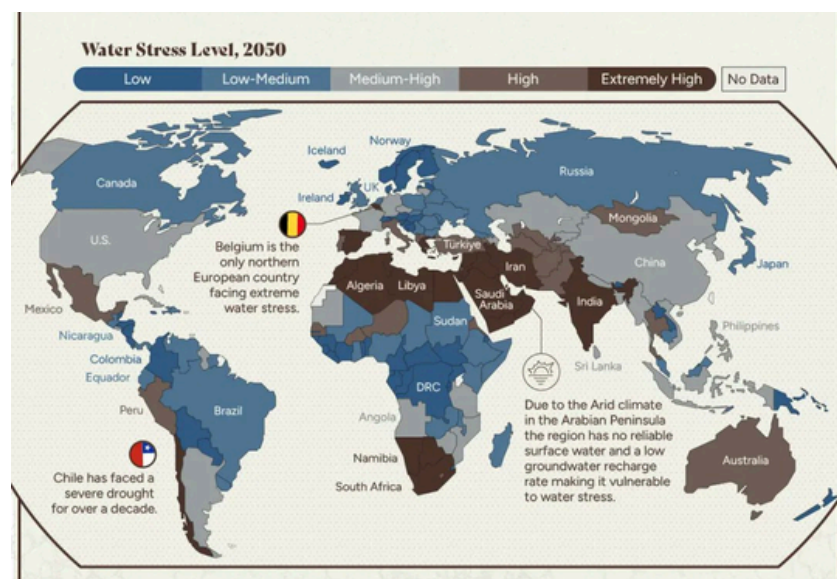 Water Stress Level, 2050
Low
Low-Medium
Medium-High
High
Extremely High
No Data
Iceland
Norway
Russia
Canada
Ireland
UK
Mongolia
U.S.
Belgium is the
only northern
European country
facing extreme
water stress.
Türkiye
China
Japan
Iran
Algeria
Libya
Saudi
Arabia
India
Mexico
Sudan
Philippines
Nicaragua
Colombia
Sri Lanka
Equador
DRC
Peru
Brazil
Angola
Due to the Arid climate
in the Arabian Peninsula
the region has no reliable
surface water and a low
groundwater recharge
rate making it vulnerable
to water stress.
Namibia
Australia
Chile has faced a
severe drought
for over a decade.
South Africa